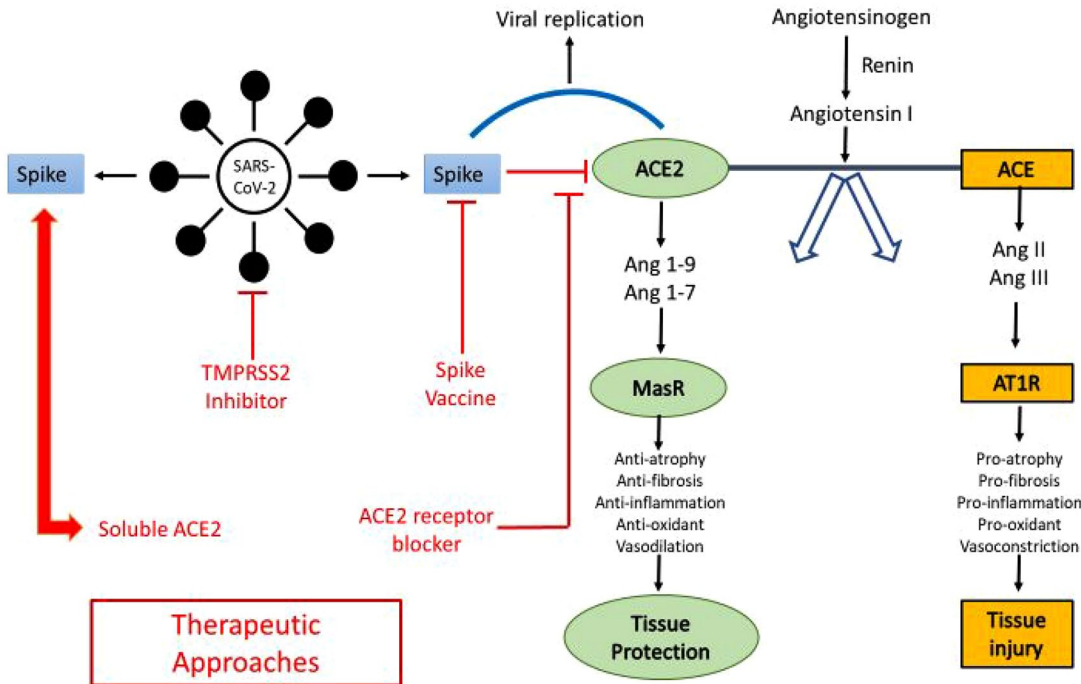 Viral replication
Angiotensinogen
Renin
Angiotensin I
SARS-
CoV-2
Spike
Spike
ACE2
ACE
Ang 1-9
Ang 1-7
Ang II
Ang III
TMPRSS2
Inhibitor
Spike
Vaccine
MasR
AT1R
Anti-atrophy
Anti-fibrosis
Anti-inflammation
Anti-oxidant
Vasodilation
Pro-atrophy
Pro-fibrosis
Pro-inflammation
Pro-oxidant
Vasoconstriction
Soluble ACE2
ACE2 receptor
blocker
Therapeutic
Approaches
Tissue
Protection
Tissue
injury